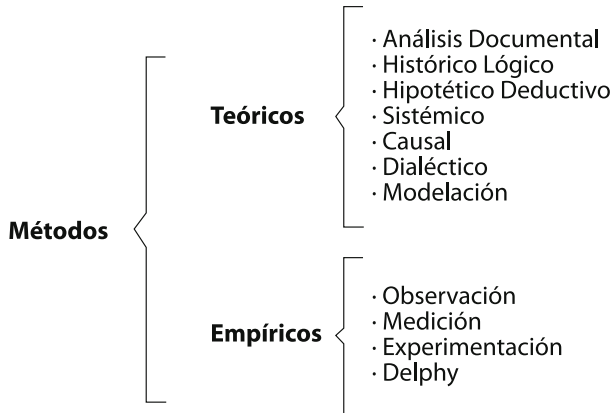 Métodos
Teóricos
· Análisis Documental
· Histórico Lógico
· Hipotético Deductivo
· Sistémico
· Causal
· Dialéctico
· Modelación
Empíricos
· Observación
· Medición
· Experimentación
· Delphy